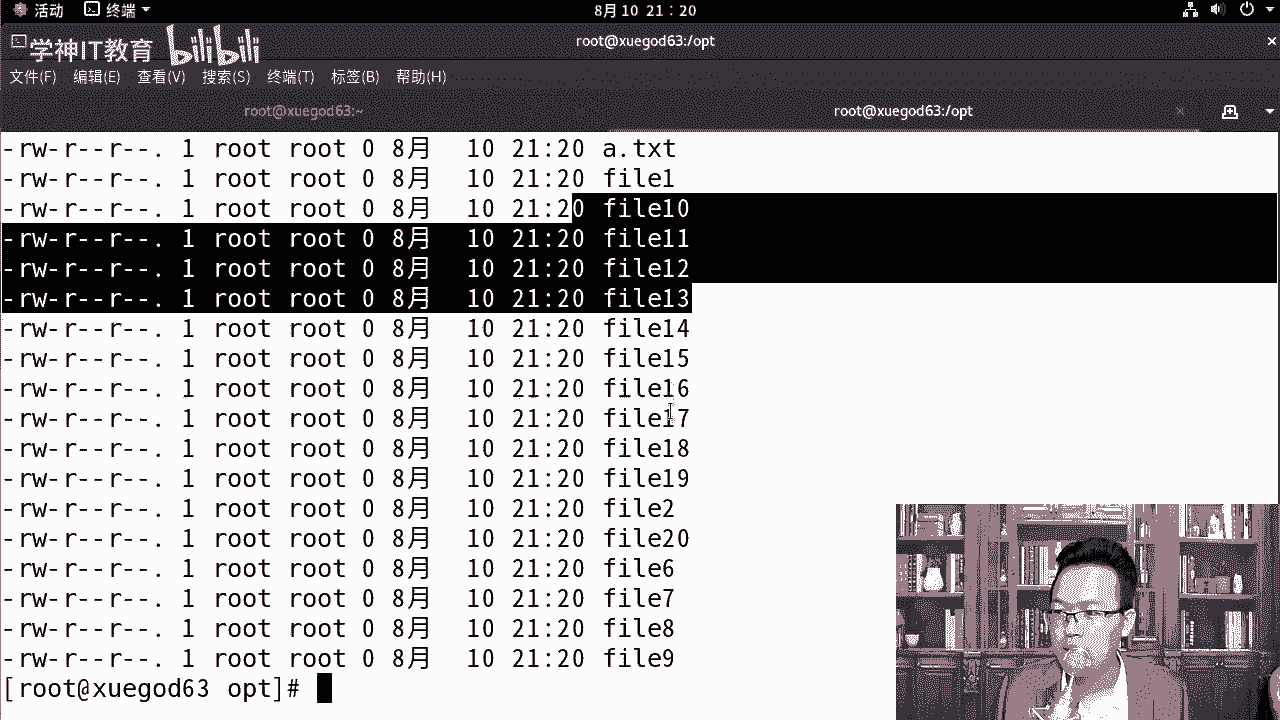 活动 终端 8月10 21:20
学神IT教育 bilibili
root@xuegod63:/opt
文件(F) 编辑(E) 查看(V) 搜索(S) 终端(T) 标签(B) 帮助(H)
root@xuegod63:~ root@xuegod63:/opt
-rw-r--r--. 1 root root 0 8月 10 21:20 a.txt
-rw-r--r--. 1 root root 0 8月 10 21:20 file1
-rw-r--r--. 1 root root 0 8月 10 21:20 file10
-rw-r--r--. 1 root root 0 8月 10 21:20 file11
-rw-r--r--. 1 root root 0 8月 10 21:20 file12
-rw-r--r--. 1 root root 0 8月 10 21:20 file13
-rw-r--r--. 1 root root 0 8月 10 21:20 file14
-rw-r--r--. 1 root root 0 8月 10 21:20 file15
-rw-r--r--. 1 root root 0 8月 10 21:20 file16
-rw-r--r--. 1 root root 0 8月 10 21:20 file17
-rw-r--r--. 1 root root 0 8月 10 21:20 file18
-rw-r--r--. 1 root root 0 8月 10 21:20 file19
-rw-r--r--. 1 root root 0 8月 10 21:20 file2
-rw-r--r--. 1 root root 0 8月 10 21:20 file20
-rw-r--r--. 1 root root 0 8月 10 21:20 file6
-rw-r--r--. 1 root root 0 8月 10 21:20 file7
-rw-r--r--. 1 root root 0 8月 10 21:20 file8
-rw-r--r--. 1 root root 0 8月 10 21:20 file9
[root@xuegod63 opt]#